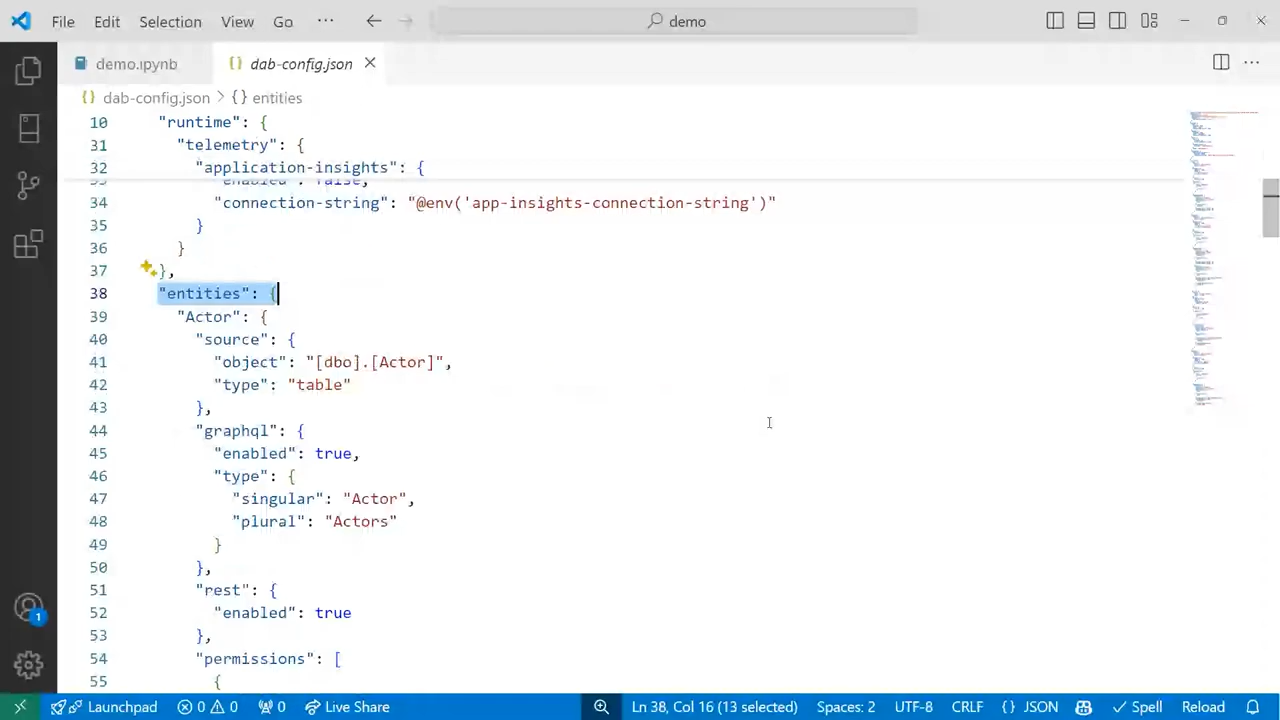 File Edit Selection View Go ··· demo
demo.ipynb dab-config.json
dab-config.json > {} entities
10 "runtime": {
31 "telemetry": {
32 "application-insights": {
"enabled": false,
34 "connection-string": "@env('app-insights-connection-string
35 }
36 }
37 },
38 "entities": {
39 "Actor": {
40 "source": {
41 "object": "[dbo].[Actor]",
42 "type": "table"
43 },
44 "graphql": {
45 "enabled": true,
46 "type": {
47 "singular": "Actor",
48 "plural": "Actors"
49 }
50 },
51 "rest": {
52 "enabled": true
53 },
54 "permissions": [
55 {
1
Launchpad 0 0 0 Live Share Ln 38, Col 16 (13 selected) Spaces: 2 UTF-8 CRLF {} JSON Spell Reload